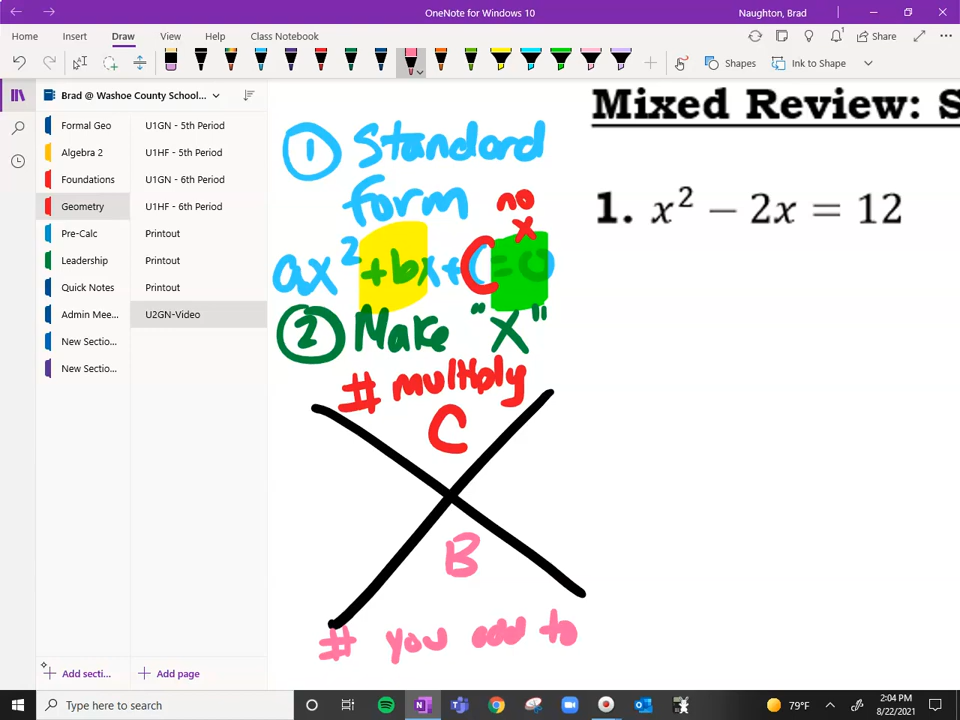 OneNote for Windows 10
Naughton, Brad
Home Insert Draw View Help Class Notebook
Share
Shapes
Ink to Shape
Brad @ Washoe County School...
Formal Geo
Algebra 2
Foundations
Geometry
Pre-Calc
Leadership
Quick Notes
Admin Mee...
New Sectio...
New Sectio...
U1GN - 5th Period
U1HF - 5th Period
U1GN - 6th Period
U1HF - 6th Period
Printout
Printout
Printout
U2GN-Video
Add secti...
Add page
① Standard
form
no
x
ax² + bx + C = 0
② Make "X"
# multiply
C
B
# you add to
Mixed Review: S
1. x² − 2x = 12
Type here to search
79°F
2:04 PM
8/22/2021